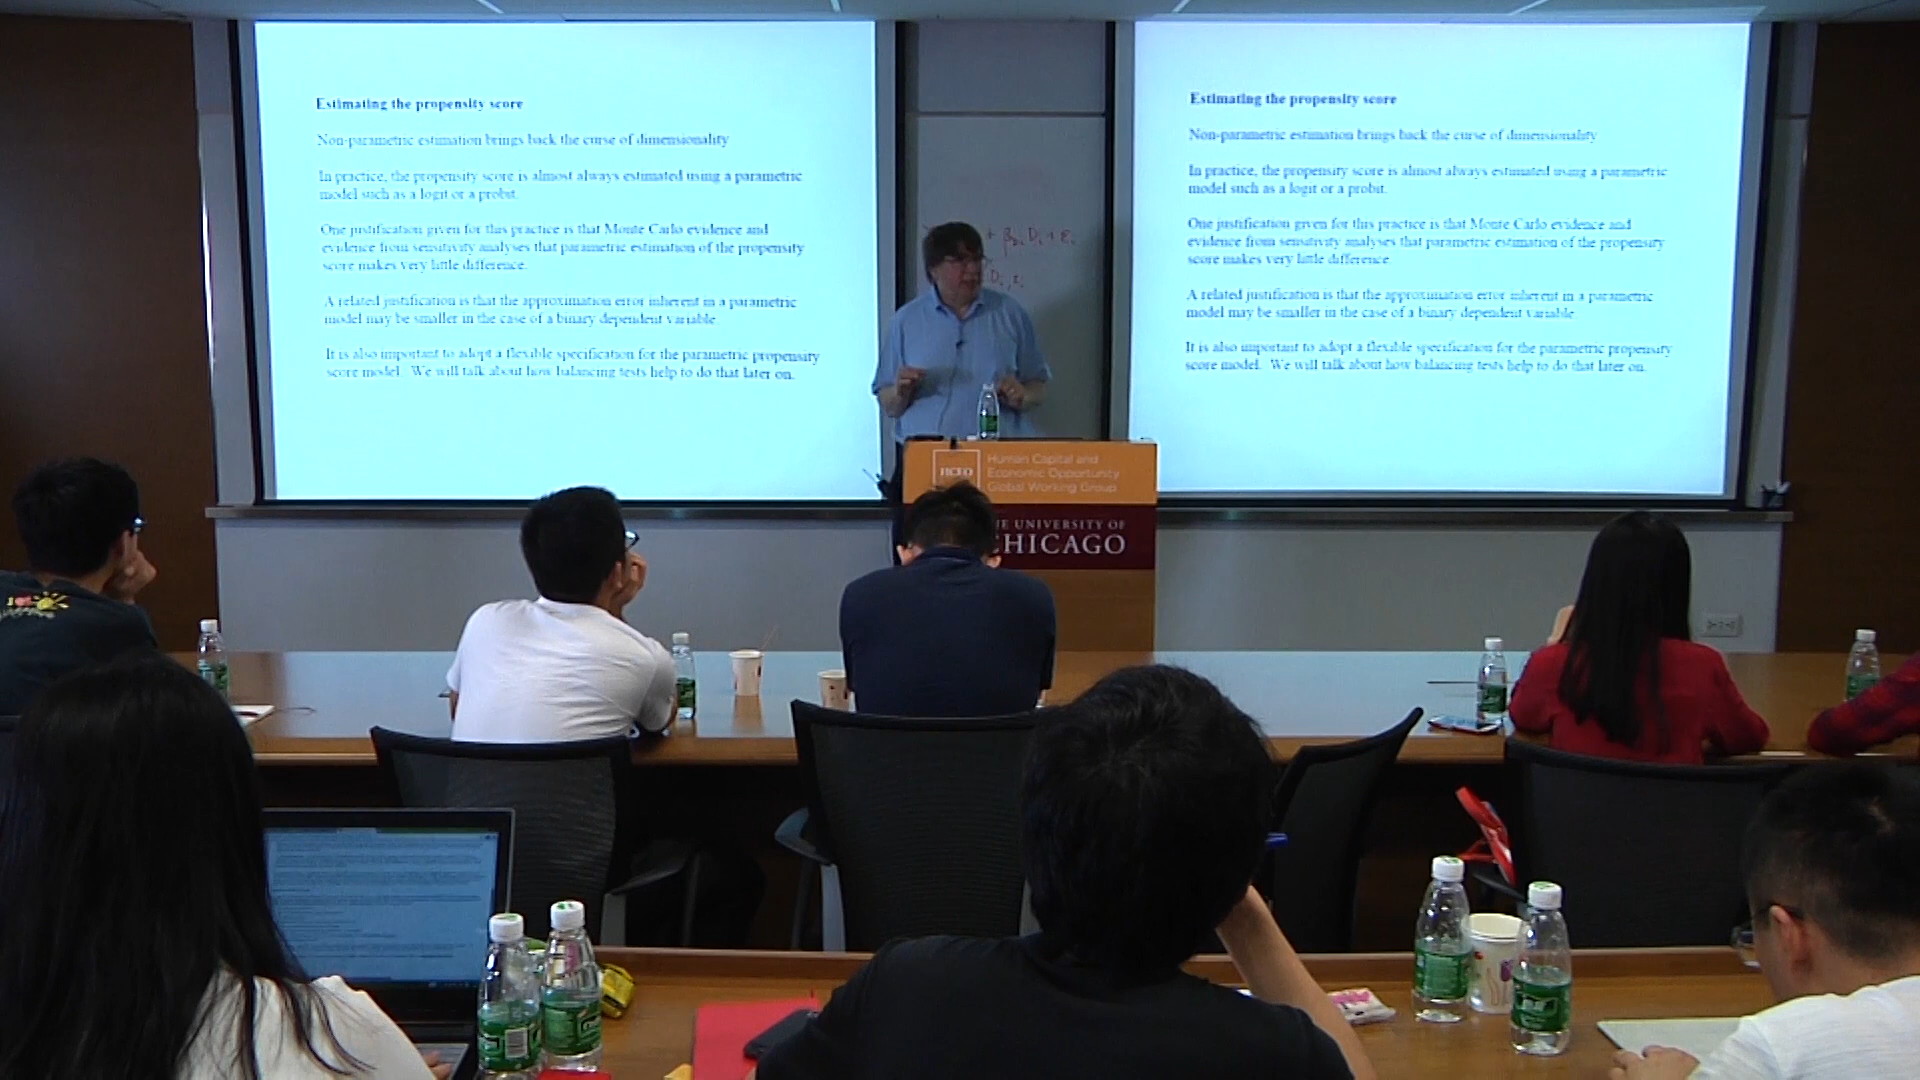 Estimating the propensity score
Non-parametric estimation brings back the curse of dimensionality
In practice, the propensity score is almost always estimated using a parametric
model such as a logit or a probit.
One justification given for this practice is that Monte Carlo evidence and
evidence from sensitivity analyses that parametric estimation of the propensity
score makes very little difference.
A related justification is that the approximation error inherent in a parametric
model may be smaller in the case of a binary dependent variable.
It is also important to adopt a flexible specification for the parametric propensity
score model. We will talk about how balancing tests help to do that later on.
Estimating the propensity score
Non-parametric estimation brings back the curse of dimensionality
In practice, the propensity score is almost always estimated using a parametric
model such as a logit or a probit.
One justification given for this practice is that Monte Carlo evidence and
evidence from sensitivity analyses that parametric estimation of the propensity
score makes very little difference.
A related justification is that the approximation error inherent in a parametric
model may be smaller in the case of a binary dependent variable.
It is also important to adopt a flexible specification for the parametric propensity
score model. We will talk about how balancing tests help to do that later on.
HCEO
Human Capital and
Economic Opportunity
Global Working Group
UNIVERSITY OF
CHICAGO